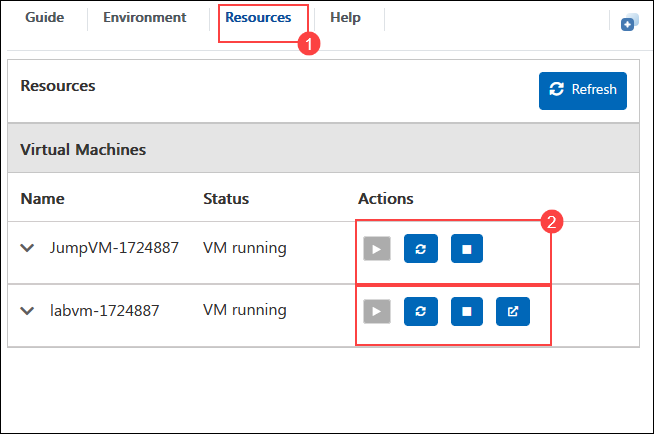 Guide Environment Resources Help
1
Resources Refresh
Virtual Machines
Name Status Actions
2
JumpVM-1724887 VM running
labvm-1724887 VM running